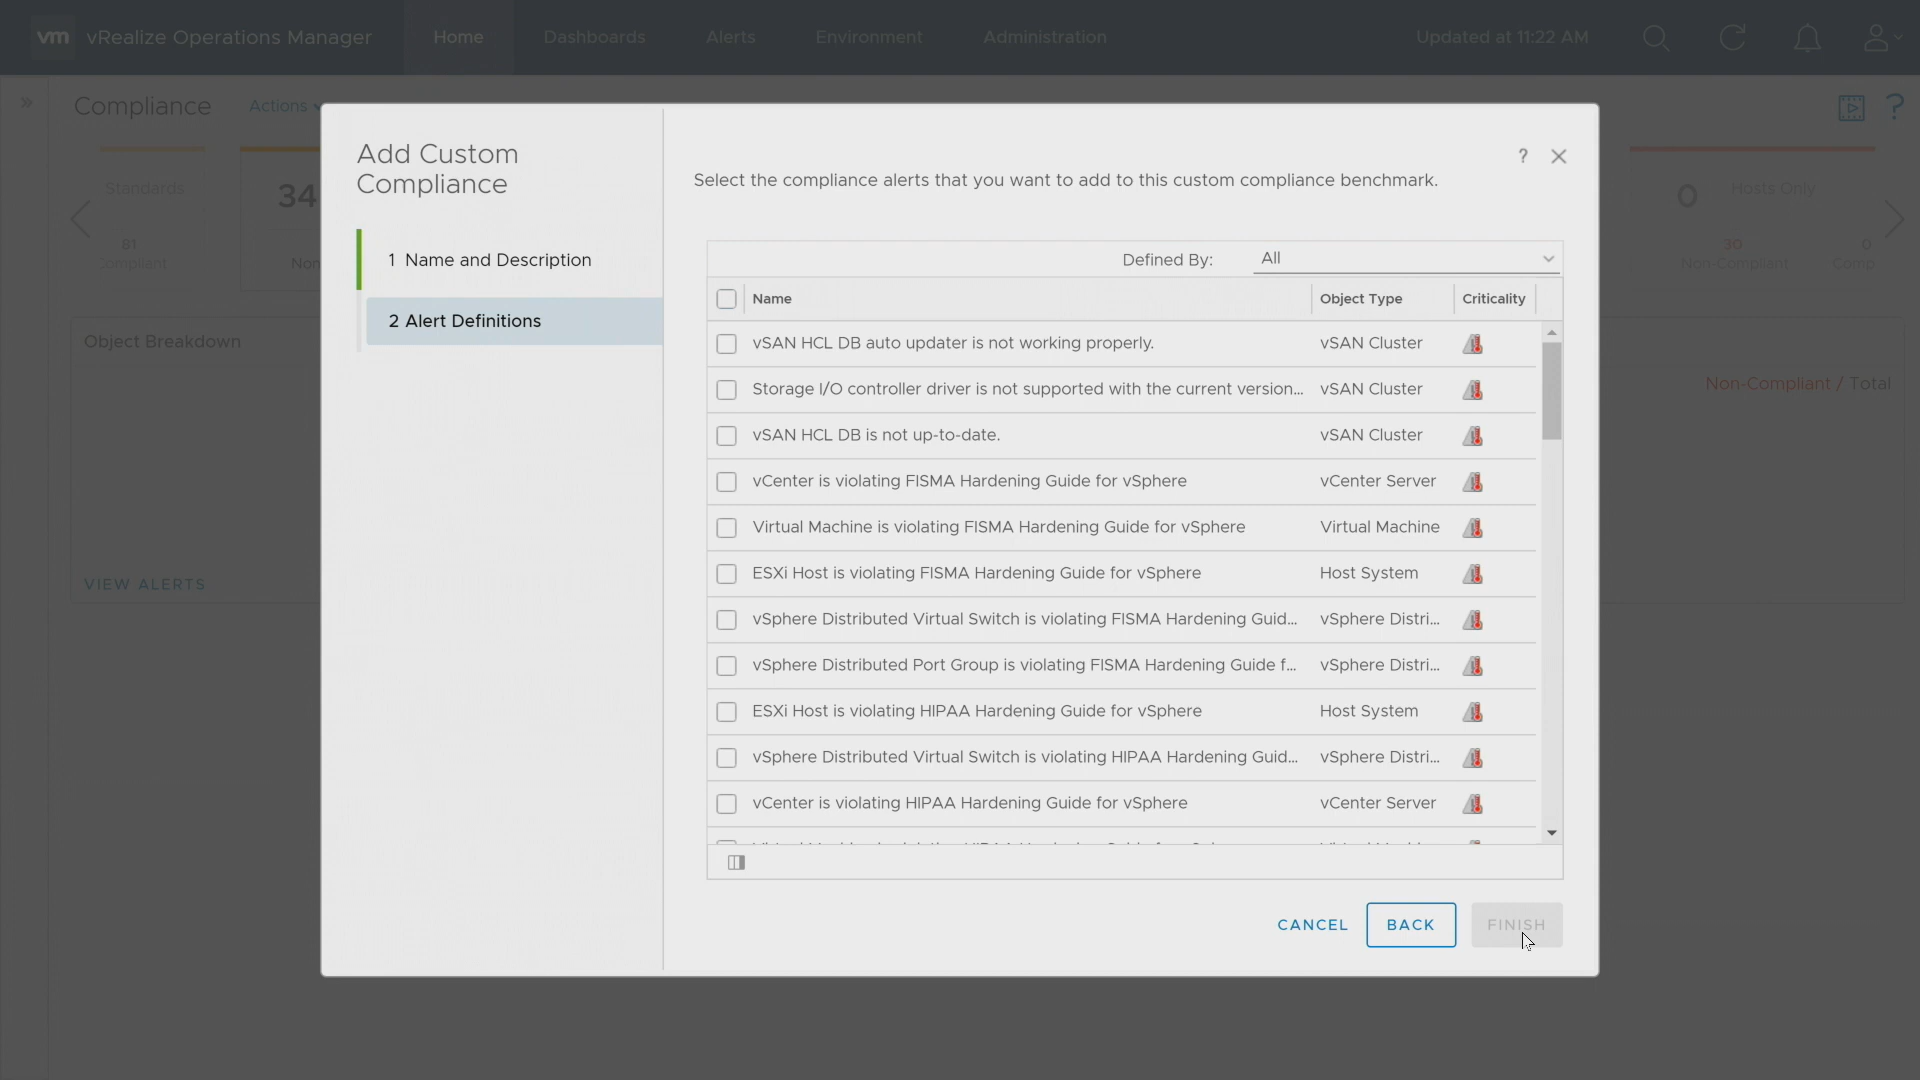 vm vRealize Operations Manager Home Dashboards Alerts Environment Administration Updated at 11:22 AM
Compliance Actions ?
Standards
34
81
Non
0 Hosts Only
30 0
Non-Compliant Comp
Object Breakdown
Non-Compliant / Total
VIEW ALERTS
Add Custom
Compliance
1 Name and Description
2 Alert Definitions
?
Select the compliance alerts that you want to add to this custom compliance benchmark.
Defined By: All
Name Object Type Criticality
vSAN HCL DB auto updater is not working properly. vSAN Cluster
Storage I/O controller driver is not supported with the current version... vSAN Cluster
vSAN HCL DB is not up-to-date. vSAN Cluster
vCenter is violating FISMA Hardening Guide for vSphere vCenter Server
Virtual Machine is violating FISMA Hardening Guide for vSphere Virtual Machine
ESXi Host is violating FISMA Hardening Guide for vSphere Host System
vSphere Distributed Virtual Switch is violating FISMA Hardening Guid... vSphere Distri...
vSphere Distributed Port Group is violating FISMA Hardening Guide f... vSphere Distri...
ESXi Host is violating HIPAA Hardening Guide for vSphere Host System
vSphere Distributed Virtual Switch is violating HIPAA Hardening Guid... vSphere Distri...
vCenter is violating HIPAA Hardening Guide for vSphere vCenter Server
CANCEL BACK FINISH